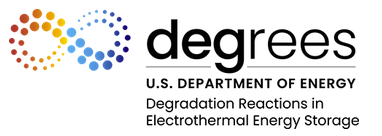 degrees
U.S. DEPARTMENT OF ENERGY
Degradation Reactions in
Electrothermal Energy Storage